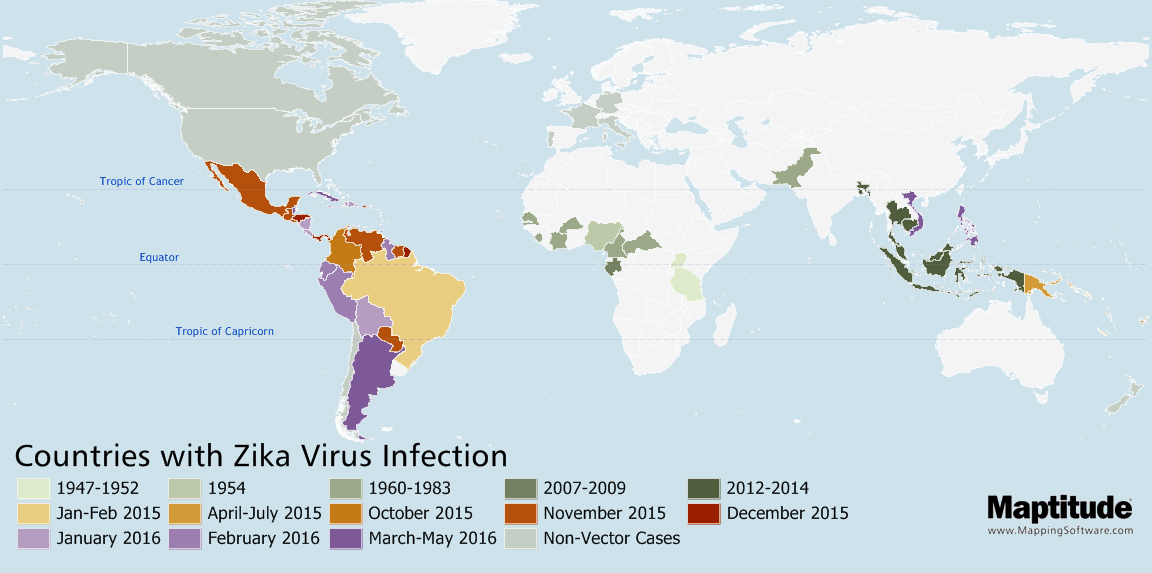 Tropic of Cancer
Equator
Tropic of Capricorn
Countries with Zika Virus Infection
1947-1952 1954 1960-1983 2007-2009 2012-2014
Jan-Feb 2015 April-July 2015 October 2015 November 2015 December 2015
January 2016 February 2016 March-May 2016 Non-Vector Cases
Maptitude
www.MappingSoftware.com